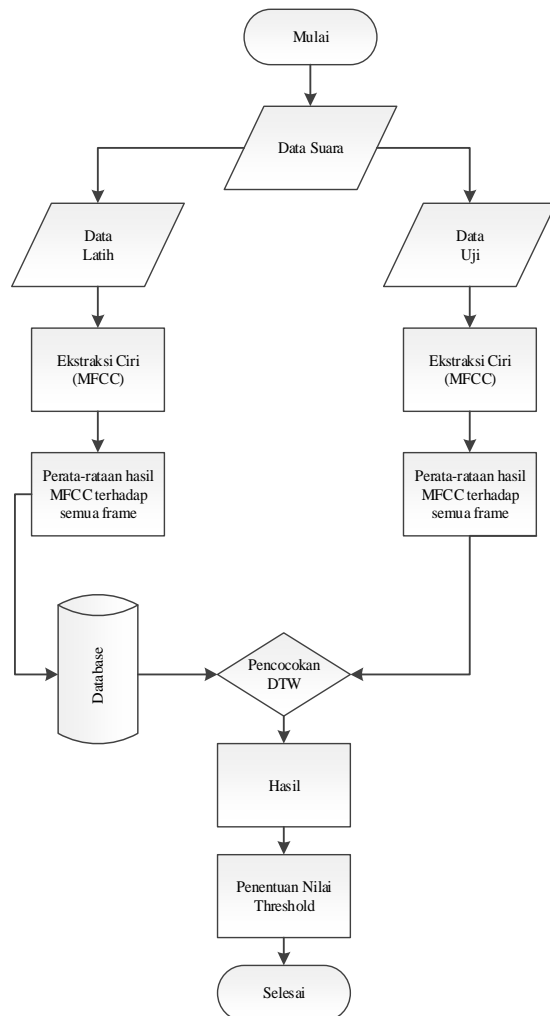 Mulai
Data Suara
Data
Latih
Data
Uji
Ekstraksi Ciri
(MFCC)
Ekstraksi Ciri
(MFCC)
Perata-rataan hasil
MFCC terhadap
semua frame
Perata-rataan hasil
MFCC terhadap
semua frame
Database
Pencocokan
DTW
Hasil
Penentuan Nilai
Threshold
Selesai